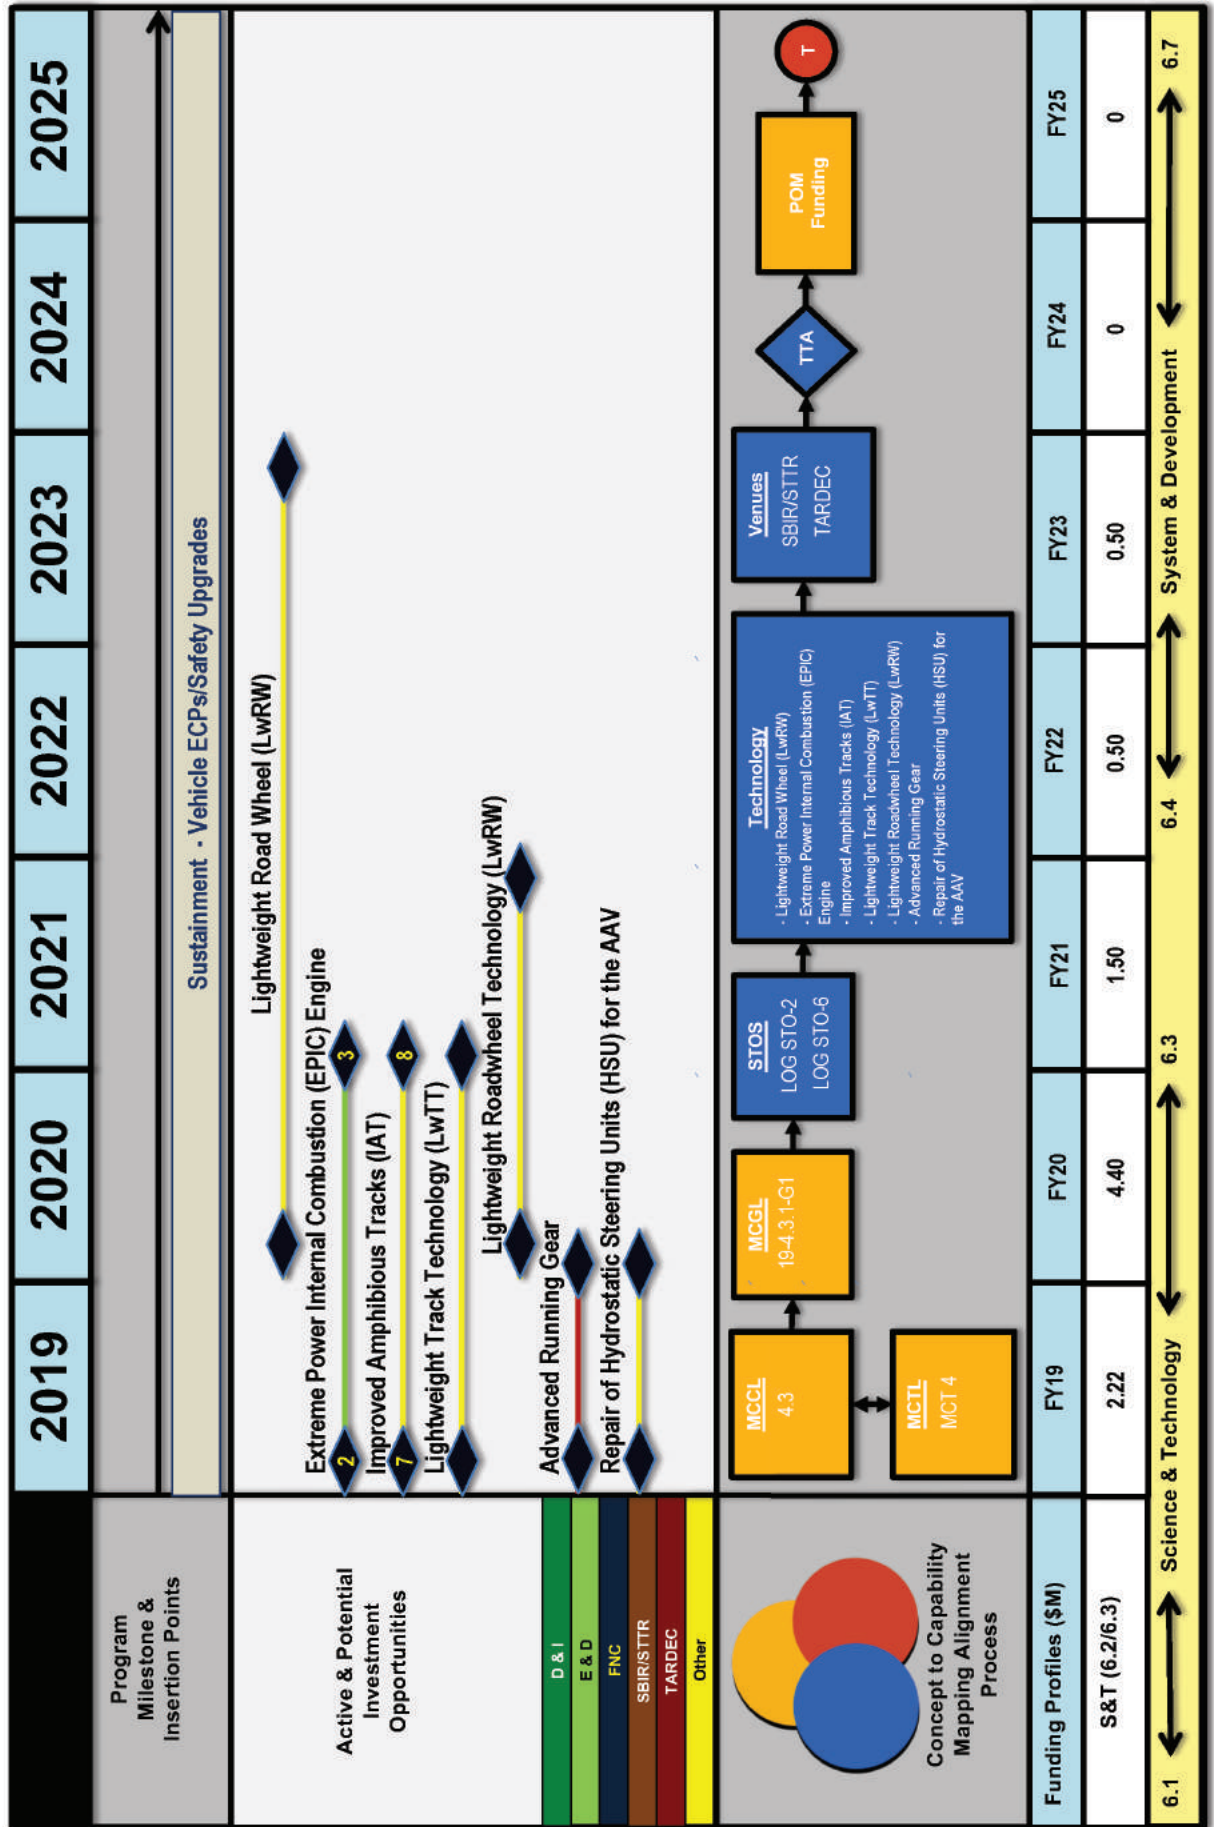 2019
2020
2021
2022
2023
2024
2025
Program
Milestone &
Insertion Points
Sustainment - Vehicle ECPs/Safety Upgrades
Active & Potential
Investment
Opportunities
D & I
E & D
FNC
SBIR/STTR
TARDEC
Other
Lightweight Road Wheel (LwRW)
Extreme Power Internal Combustion (EPIC) Engine
2
3
Improved Amphibious Tracks (IAT)
7
8
Lightweight Track Technology (LwTT)
Lightweight Roadwheel Technology (LwRW)
Advanced Running Gear
Repair of Hydrostatic Steering Units (HSU) for the AAV
Concept to Capability
Mapping Alignment
Process
MCCL
4.3
MCTL
MCT 4
MCGL
19-4.3.1-G1
STOS
LOG STO-2
LOG STO-6
Technology
- Lightweight Road Wheel (LwRW)
- Extreme Power Internal Combustion (EPIC)
Engine
- Improved Amphibious Tracks (IAT)
- Lightweight Track Technology (LwTT)
- Lightweight Roadwheel Technology (LwRW)
- Advanced Running Gear
- Repair of Hydrostatic Steering Units (HSU) for
the AAV
Venues
SBIR/STTR
TARDEC
TTA
POM
Funding
T
Funding Profiles ($M)
FY19
FY20
FY21
FY22
FY23
FY24
FY25
S&T (6.2/6.3)
2.22
4.40
1.50
0.50
0.50
0
0
6.1
Science & Technology
6.3
6.4
System & Development
6.7